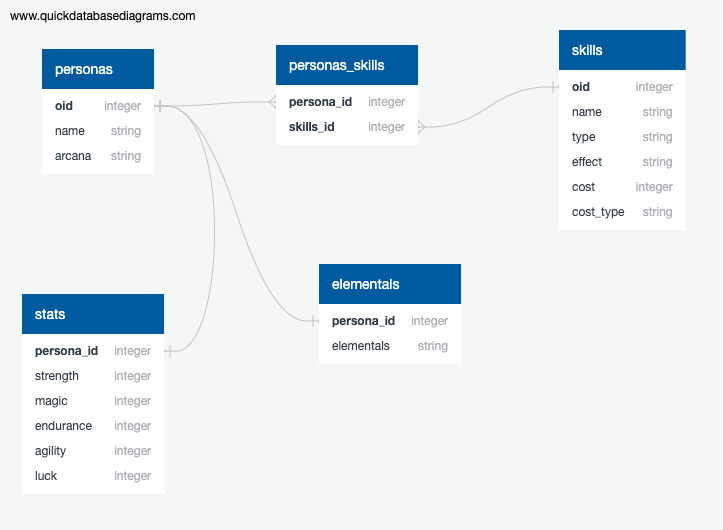 www.quickdatabasediagrams.com
personas
oid integer
name string
arcana string
personas_skills
persona_id integer
skills_id integer
skills
oid integer
name string
type string
effect string
cost integer
cost_type string
stats
persona_id integer
strength integer
magic integer
endurance integer
agility integer
luck integer
elementals
persona_id integer
elementals string